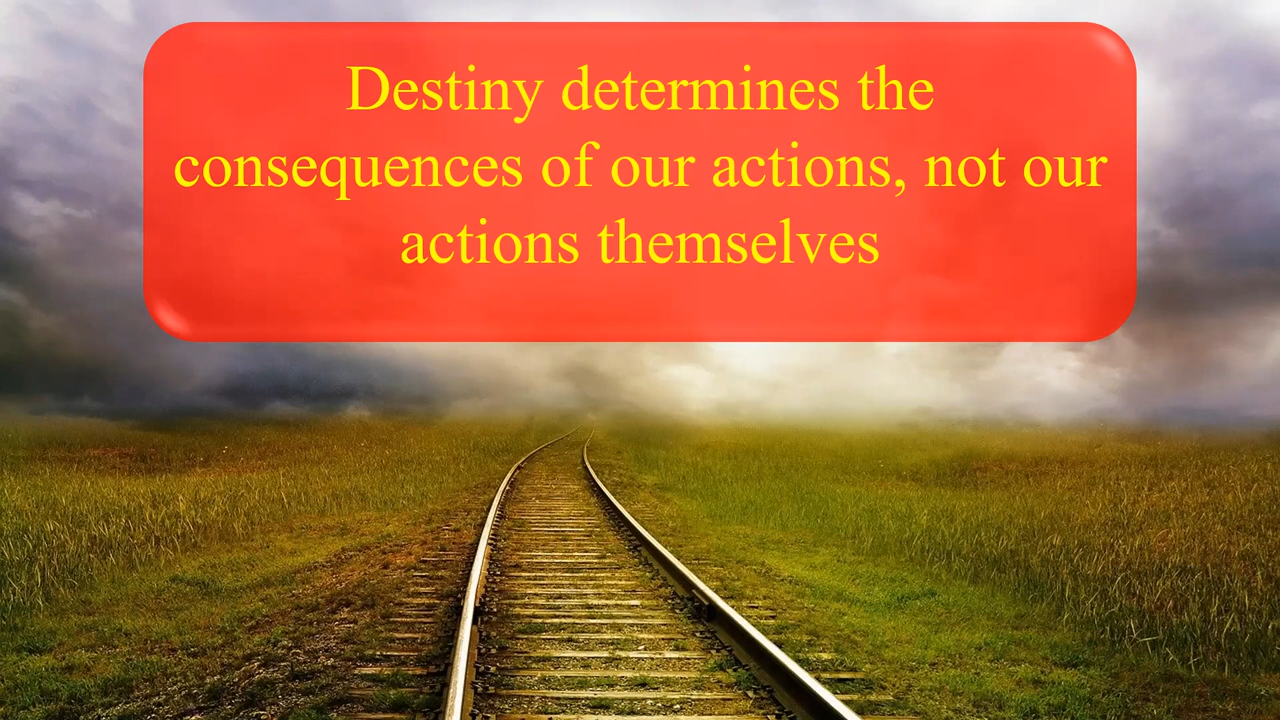 Destiny determines the
consequences of our actions, not our
actions themselves